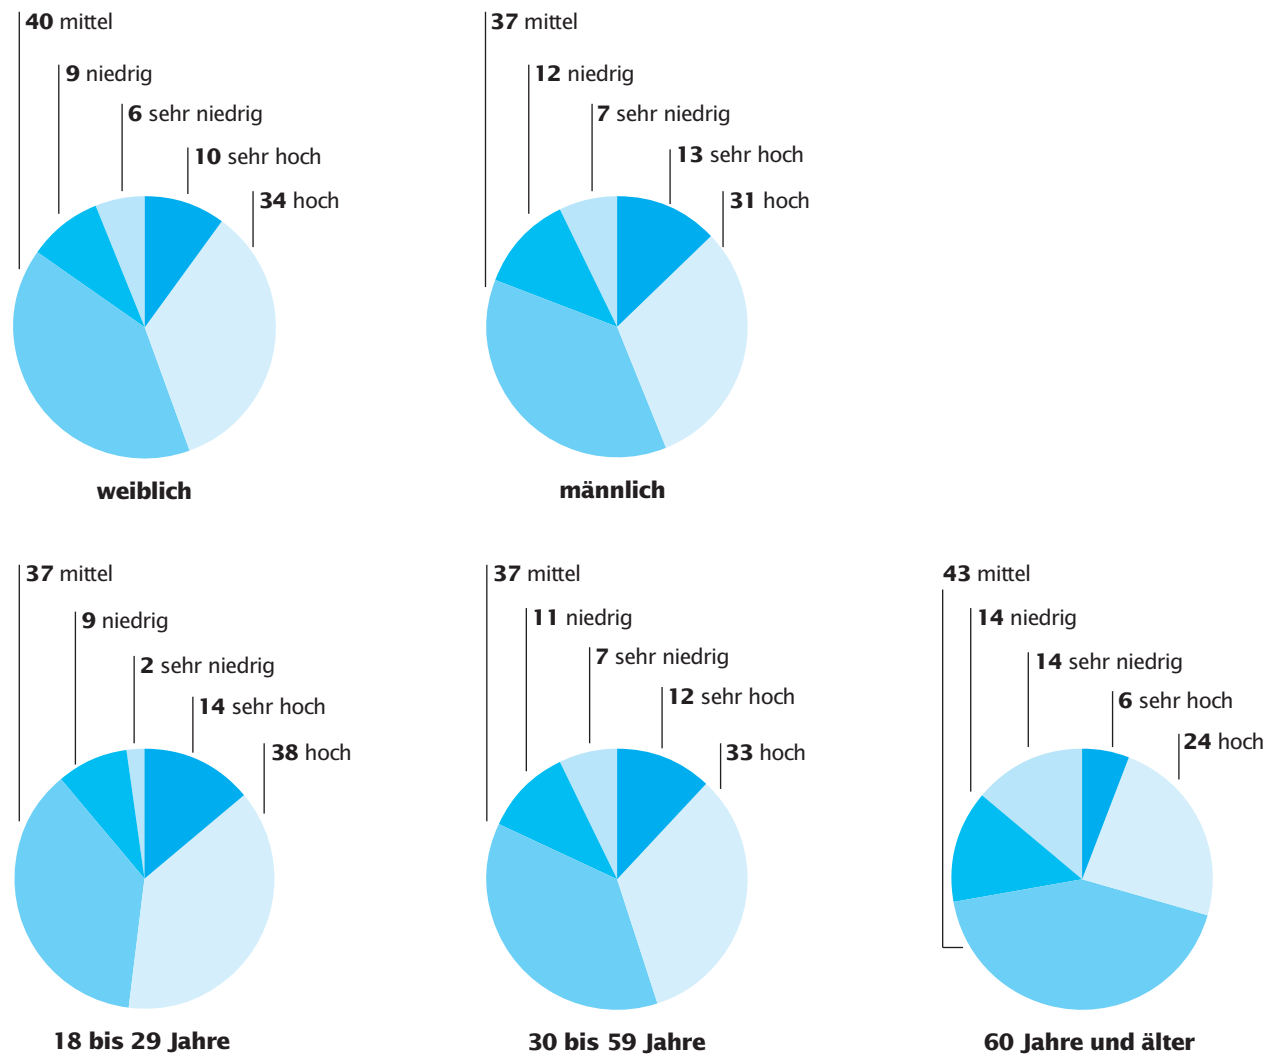 40 mittel
9 niedrig
6 sehr niedrig
10 sehr hoch
34 hoch
weiblich
37 mittel
12 niedrig
7 sehr niedrig
13 sehr hoch
31 hoch
männlich
37 mittel
9 niedrig
2 sehr niedrig
14 sehr hoch
38 hoch
18 bis 29 Jahre
37 mittel
11 niedrig
7 sehr niedrig
12 sehr hoch
33 hoch
30 bis 59 Jahre
43 mittel
14 niedrig
14 sehr niedrig
6 sehr hoch
24 hoch
60 Jahre und älter